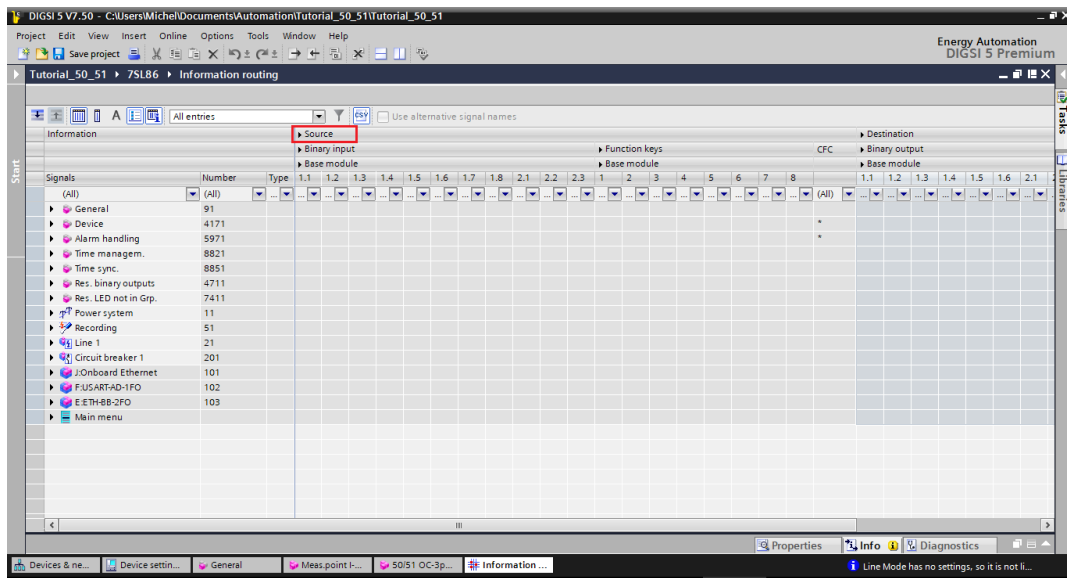 DIGSI 5 V7.50 - C:\Users\Michel\Documents\Automation\Tutorial_50_51\Tutorial_50_51
Project Edit View Insert Online Options Tools Window Help
Save project
Energy Automation
DIGSI 5 Premium
Tutorial_50_51 ▸ 7SL86 ▸ Information routing
A All entries CSV Use alternative signal names
Information ▸ Source ▸ Destination
▸ Binary input ▸ Function keys CFC ▸ Binary output
▸ Base module ▸ Base module ▸ Base module
Signals Number Type 1.1 1.2 1.3 1.4 1.5 1.6 1.7 1.8 2.1 2.2 2.3 1 2 3 4 5 6 7 8 1.1 1.2 1.3 1.4 1.5 1.6 2.1
(All) (All) ... ... ... ... ... ... ... ... ... ... ... ... ... ... ... ... ... ... ... ... (All) ... ... ... ... ... ... ...
General 91
Device 4171 *
Alarm handling 5971 *
Time managem. 8821
Time sync. 8851
Res. binary outputs 4711
Res. LED not in Grp. 7411
Power system 11
Recording 51
Line 1 21
Circuit breaker 1 201
J:Onboard Ethernet 101
F:USART-AD-1FO 102
E:ETH-BB-2FO 103
Main menu
Start
Tasks
Libraries
Properties Info Diagnostics
Devices & ne... Device settin... General Meas.point I-... 50/51 OC-3p... Information ... Line Mode has no settings, so it is not li...